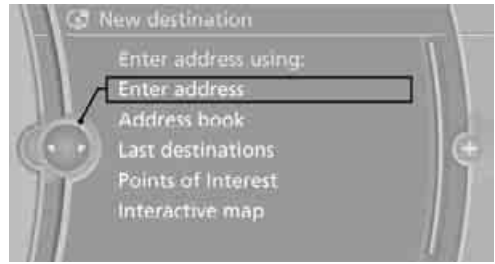 New destination
Enter address using:
Enter address
Address book
Last destinations
Points of Interest
Interactive map